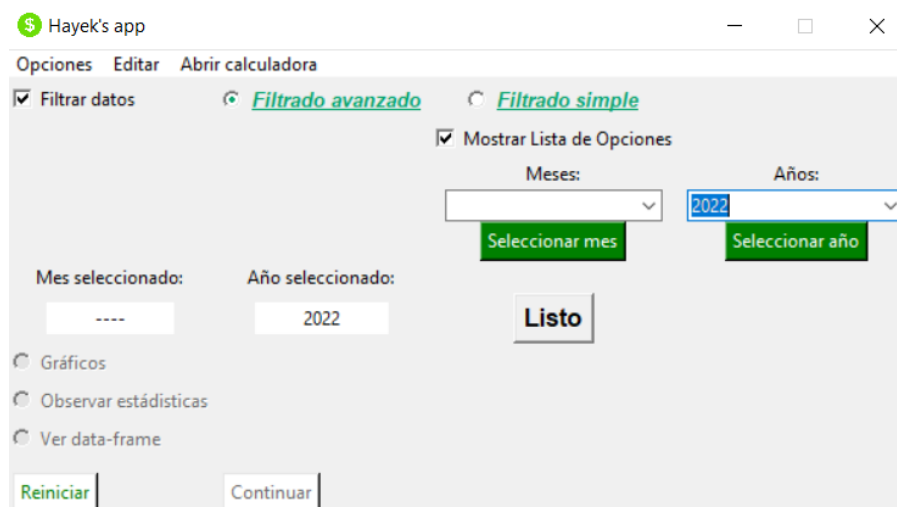 $ Hayek's app
Opciones Editar Abrir calculadora
Filtrar datos Filtrado avanzado Filtrado simple
Mostrar Lista de Opciones
Meses: Años:
2022
Seleccionar mes Seleccionar año
Mes seleccionado: Año seleccionado:
---- 2022 Listo
Gráficos
Observar estádisticas
Ver data-frame
Reiniciar Continuar